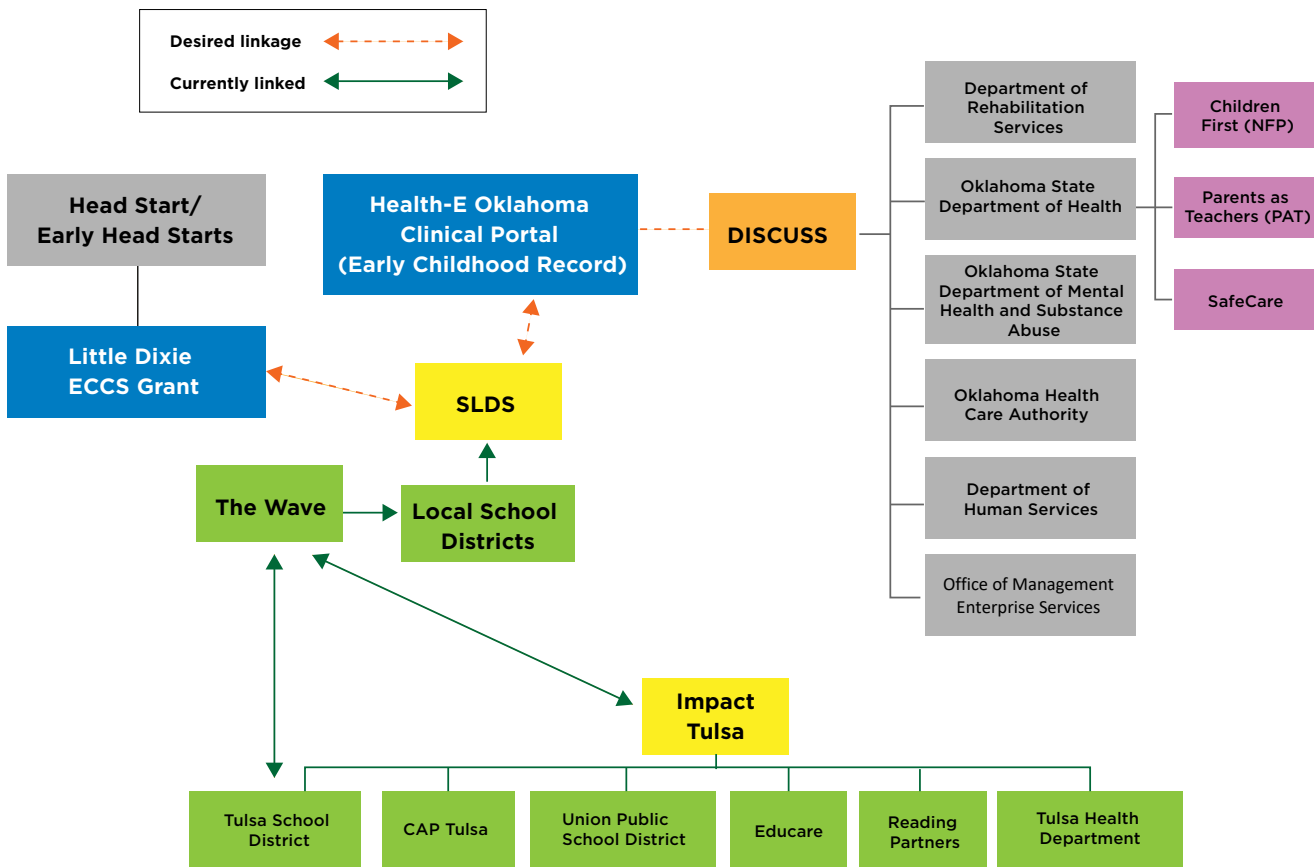 Desired linkage
Currently linked
Head Start/
Early Head Starts
Little Dixie
ECCS Grant
Health-E Oklahoma
Clinical Portal
(Early Childhood Record)
DISCUSS
SLDS
The Wave
Local School
Districts
Department of
Rehabilitation
Services
Oklahoma State
Department of Health
Oklahoma State
Department of Mental
Health and Substance
Abuse
Oklahoma Health
Care Authority
Department of
Human Services
Office of Management
Enterprise Services
Children
First (NFP)
Parents as
Teachers (PAT)
SafeCare
Impact
Tulsa
Tulsa School
District
CAP Tulsa
Union Public
School District
Educare
Reading
Partners
Tulsa Health
Department